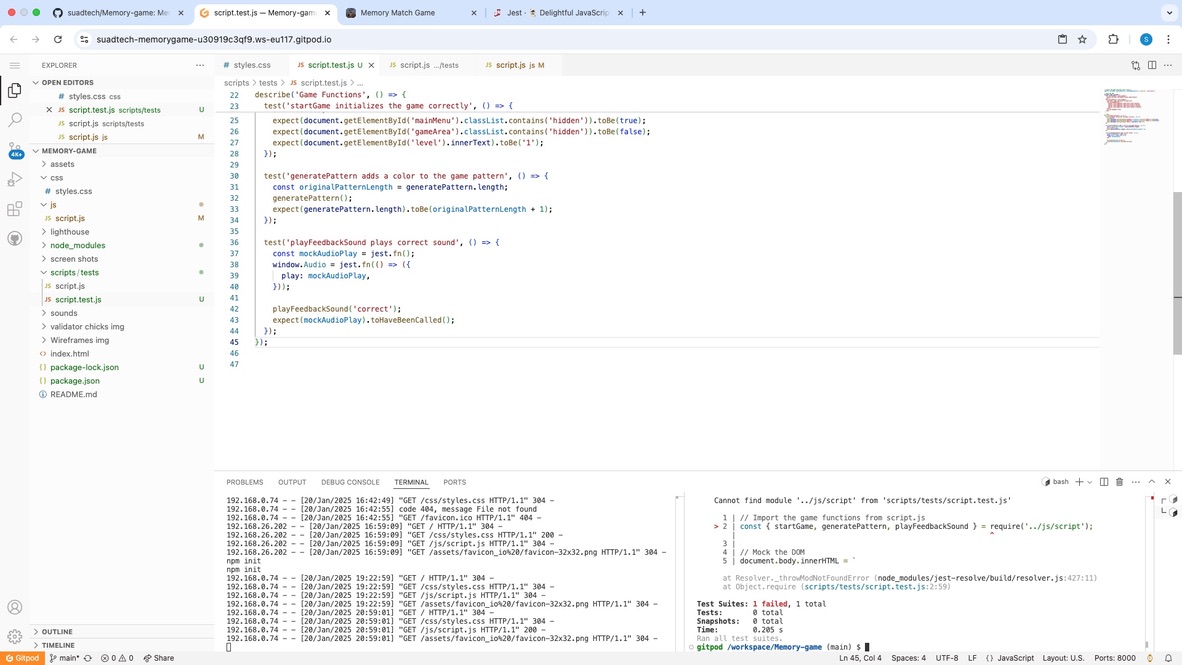 suadtech/Memory-game: Me
script.test.js — Memory-gam
Memory Match Game
Jest · Delightful JavaScrip
suadtech-memorygame-u30919c3qf9.ws-eu117.gitpod.io
S
EXPLORER
OPEN EDITORS
styles.css css
script.test.js scripts/tests U
script.js scripts/tests
script.js js M
MEMORY-GAME
assets
css
styles.css
js
script.js M
lighthouse
node_modules
screen shots
scripts / tests
script.js
script.test.js U
sounds
validator chicks img
Wireframes img
index.html
package-lock.json U
package.json U
README.md
OUTLINE
TIMELINE
4K+
styles.css
script.test.js U
script.js .../tests
script.js js M
scripts > tests > script.test.js > ...
22 describe('Game Functions', () => {
23 test('startGame initializes the game correctly', () => {
25 expect(document.getElementById('mainMenu').classList.contains('hidden')).toBe(true);
26 expect(document.getElementById('gameArea').classList.contains('hidden')).toBe(false);
27 expect(document.getElementById('level').innerText).toBe('1');
28 });
29
30 test('generatePattern adds a color to the game pattern', () => {
31 const originalPatternLength = generatePattern.length;
32 generatePattern();
33 expect(generatePattern.length).toBe(originalPatternLength + 1);
34 });
35
36 test('playFeedbackSound plays correct sound', () => {
37 const mockAudioPlay = jest.fn();
38 window.Audio = jest.fn(() => ({
39 play: mockAudioPlay,
40 }));
41
42 playFeedbackSound('correct');
43 expect(mockAudioPlay).toHaveBeenCalled();
44 });
45 });
46
47
PROBLEMS OUTPUT DEBUG CONSOLE TERMINAL PORTS
bash
192.168.0.74 - - [20/Jan/2025 16:42:49] "GET /css/styles.css HTTP/1.1" 304 -
192.168.0.74 - - [20/Jan/2025 16:42:55] code 404, message File not found
192.168.0.74 - - [20/Jan/2025 16:42:55] "GET /favicon.ico HTTP/1.1" 404 -
192.168.26.202 - - [20/Jan/2025 16:59:09] "GET / HTTP/1.1" 304 -
192.168.26.202 - - [20/Jan/2025 16:59:09] "GET /css/styles.css HTTP/1.1" 200 -
192.168.26.202 - - [20/Jan/2025 16:59:09] "GET /js/script.js HTTP/1.1" 304 -
192.168.26.202 - - [20/Jan/2025 16:59:09] "GET /assets/favicon_io%20/favicon-32x32.png HTTP/1.1" 304 -
npm init
npm init
192.168.0.74 - - [20/Jan/2025 19:22:59] "GET / HTTP/1.1" 304 -
192.168.0.74 - - [20/Jan/2025 19:22:59] "GET /css/styles.css HTTP/1.1" 304 -
192.168.0.74 - - [20/Jan/2025 19:22:59] "GET /js/script.js HTTP/1.1" 304 -
192.168.0.74 - - [20/Jan/2025 19:22:59] "GET /assets/favicon_io%20/favicon-32x32.png HTTP/1.1" 304 -
192.168.0.74 - - [20/Jan/2025 20:59:01] "GET / HTTP/1.1" 304 -
192.168.0.74 - - [20/Jan/2025 20:59:01] "GET /css/styles.css HTTP/1.1" 304 -
192.168.0.74 - - [20/Jan/2025 20:59:01] "GET /js/script.js HTTP/1.1" 200 -
192.168.0.74 - - [20/Jan/2025 20:59:01] "GET /assets/favicon_io%20/favicon-32x32.png HTTP/1.1" 304 -
Cannot find module '../js/script' from 'scripts/tests/script.test.js'
1 | // Import the game functions from script.js
> 2 | const { startGame, generatePattern, playFeedbackSound } = require('../js/script');
| ^
3 |
4 | // Mock the DOM
5 | document.body.innerHTML = `
at Resolver._throwModNotFoundError (node_modules/jest-resolve/build/resolver.js:427:11)
at Object.require (scripts/tests/script.test.js:2:59)
Test Suites: 1 failed, 1 total
Tests: 0 total
Snapshots: 0 total
Time: 0.205 s
Ran all test suites.
gitpod /workspace/Memory-game (main) $
Gitpod main* 0 0 Share Ln 45, Col 4 Spaces: 4 UTF-8 LF JavaScript Layout: U.S. Ports: 8000